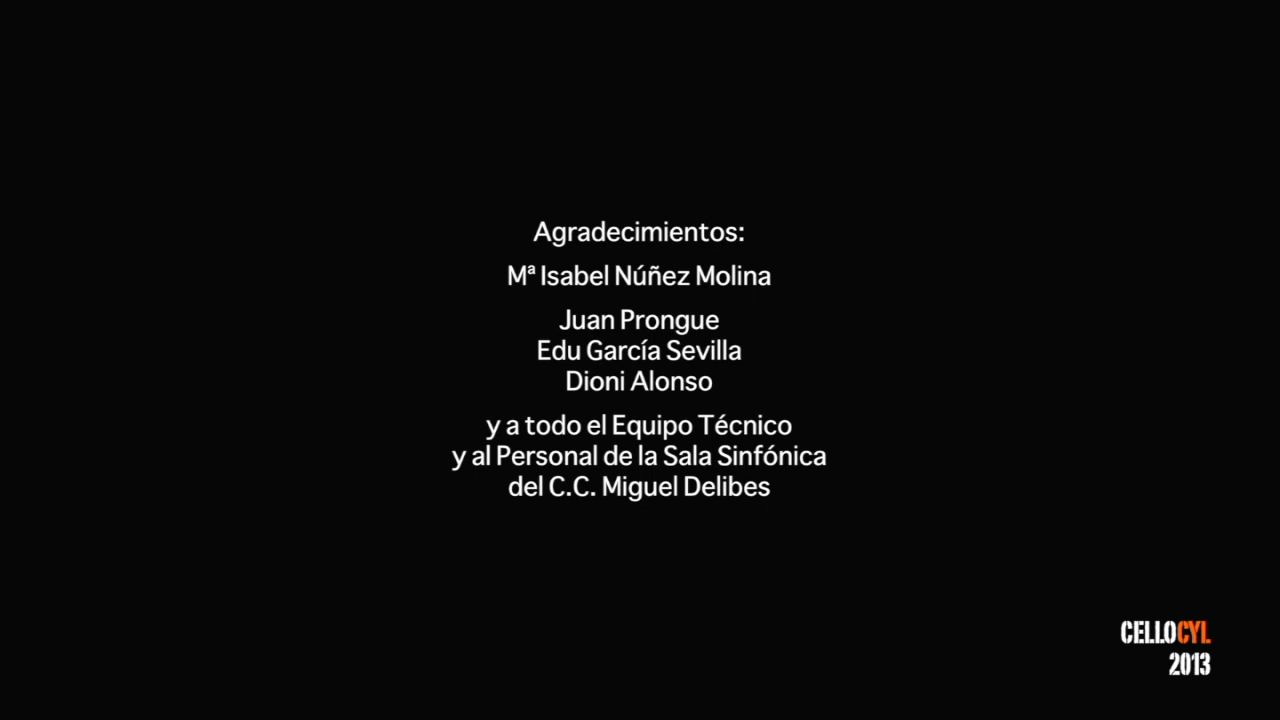 Agradecimientos:
Mª Isabel Núñez Molina
Juan Prongue
Edu García Sevilla
Dioni Alonso
y a todo el Equipo Técnico
y al Personal de la Sala Sinfónica
del C.C. Miguel Delibes
CELLOCYL
2013